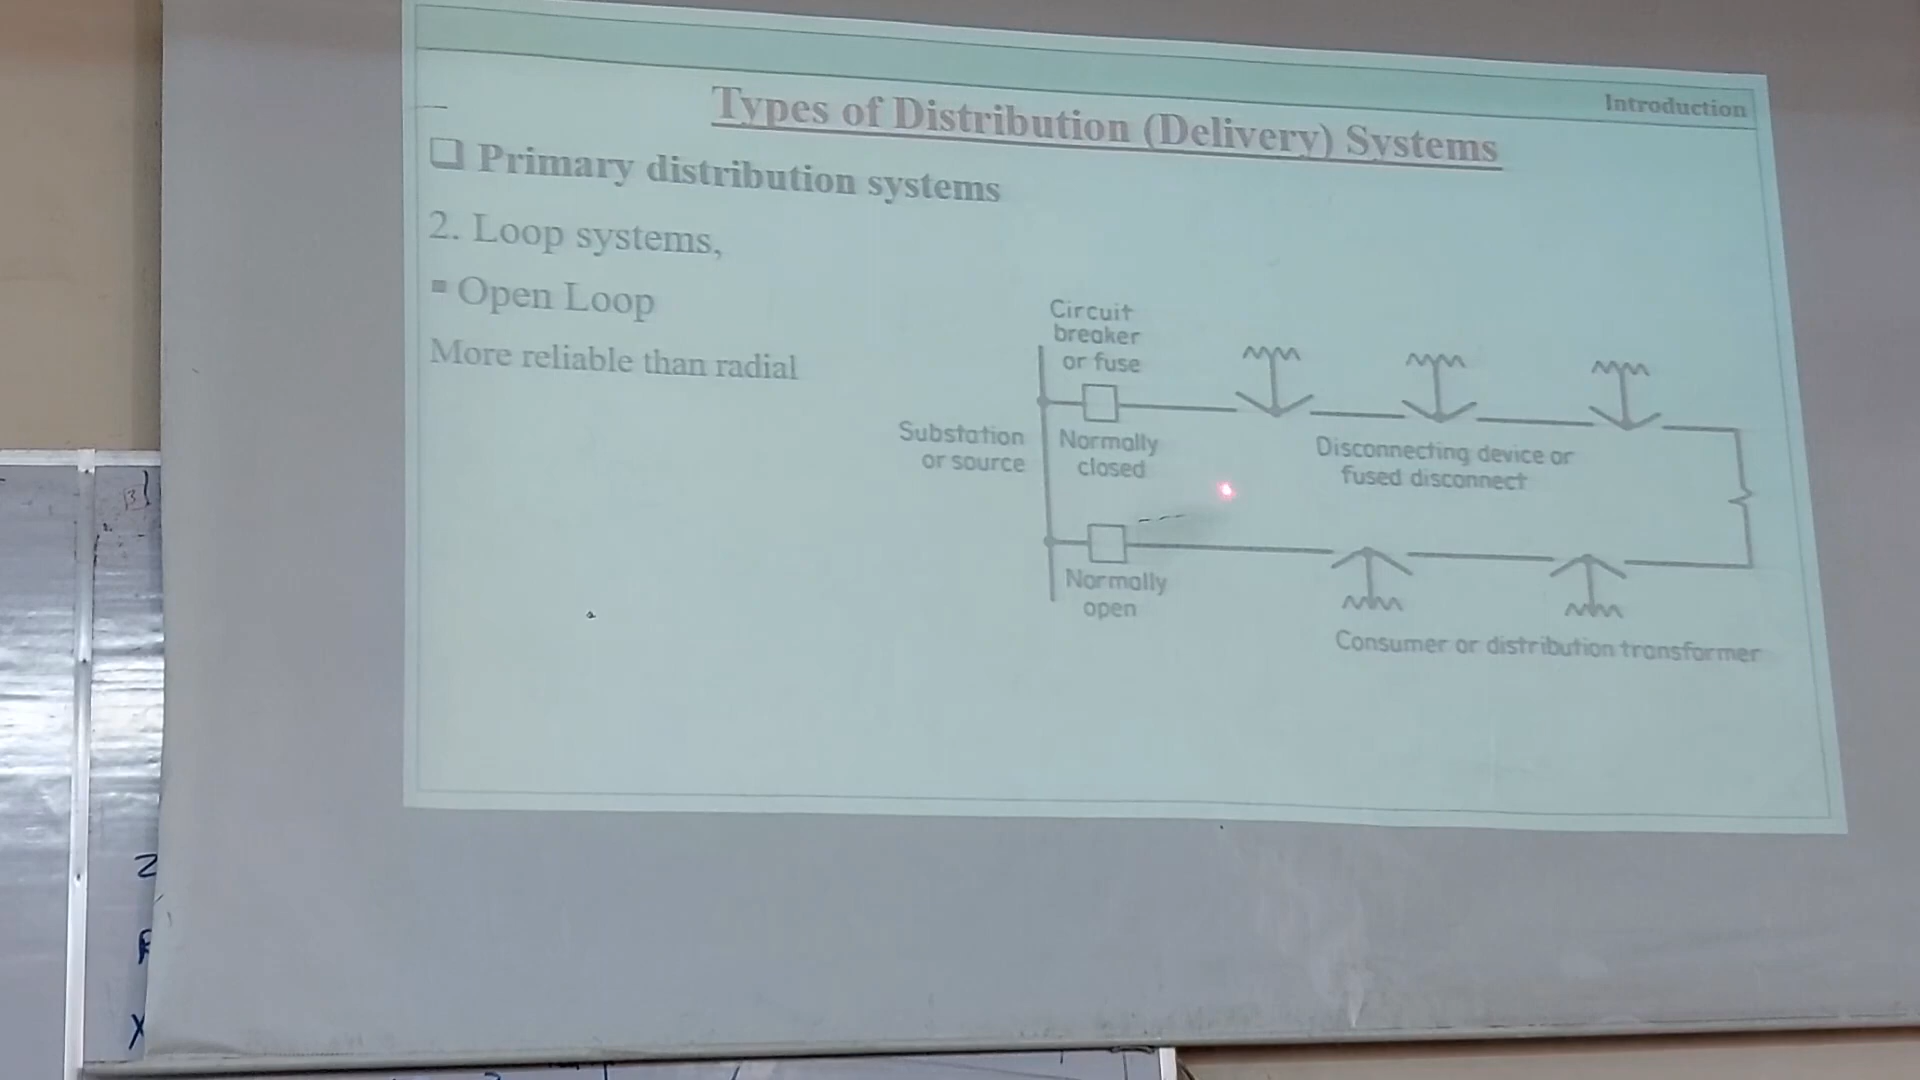 Introduction
Types of Distribution (Delivery) Systems
❑ Primary distribution systems
2. Loop systems,
▪ Open Loop
More reliable than radial
Circuit
breaker
or fuse
Substation
or source
Normally
closed
Disconnecting device or
fused disconnect
Normally
open
Consumer or distribution transformer
3
Z
R
X